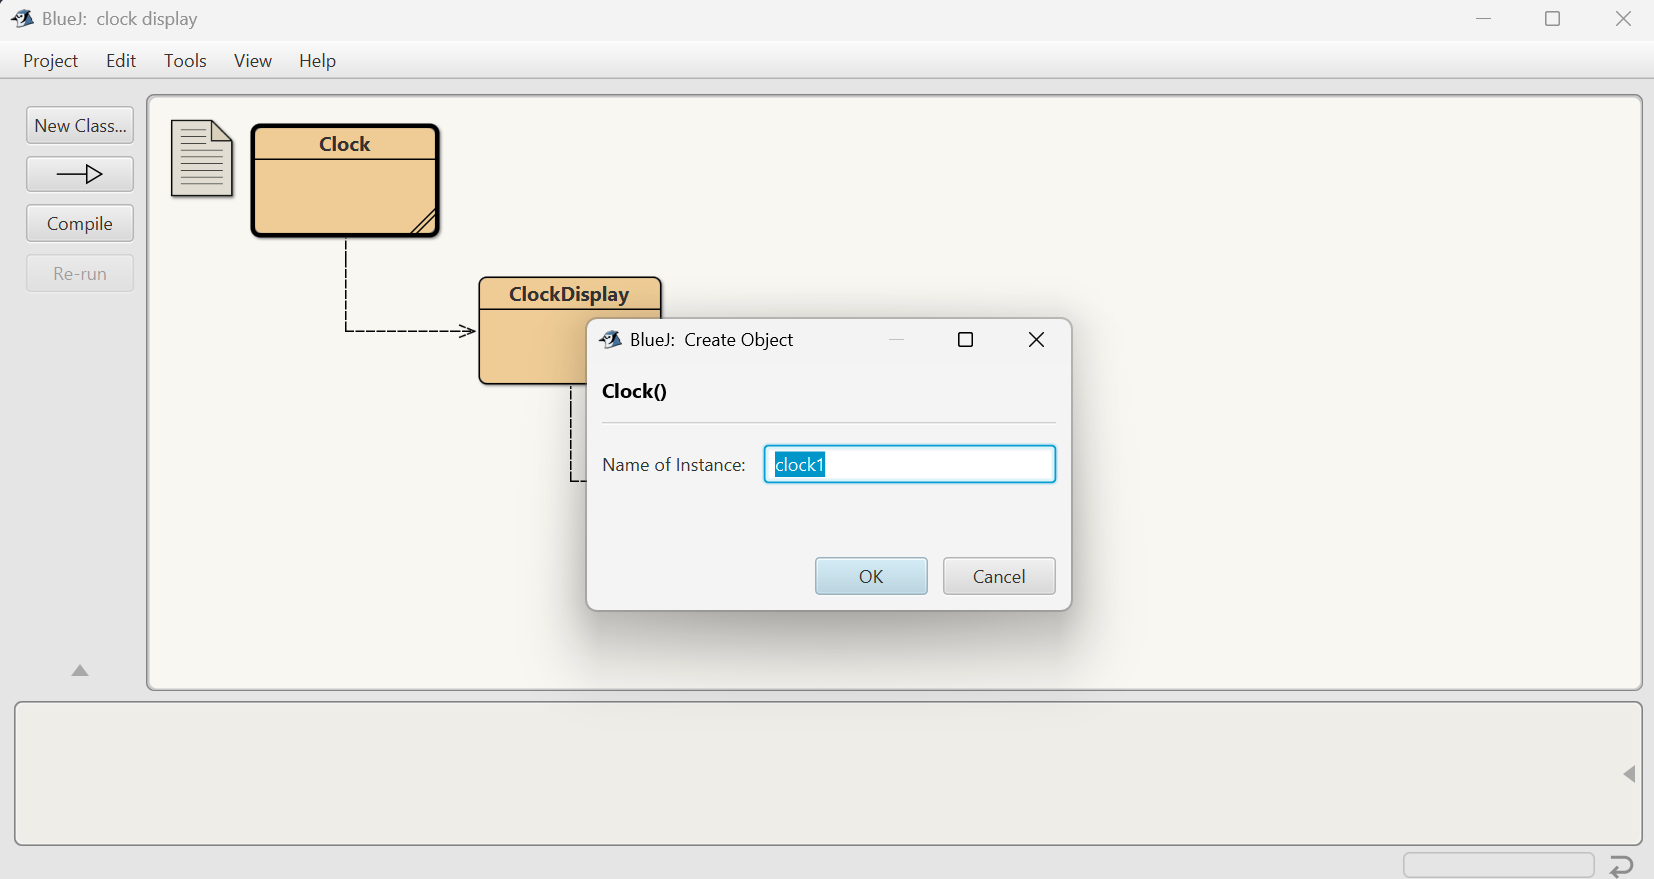 BlueJ: clock display
Project Edit Tools View Help
New Class...
Compile
Re-run
Clock
ClockDisplay
BlueJ: Create Object
Clock()
Name of Instance: clock1
OK Cancel